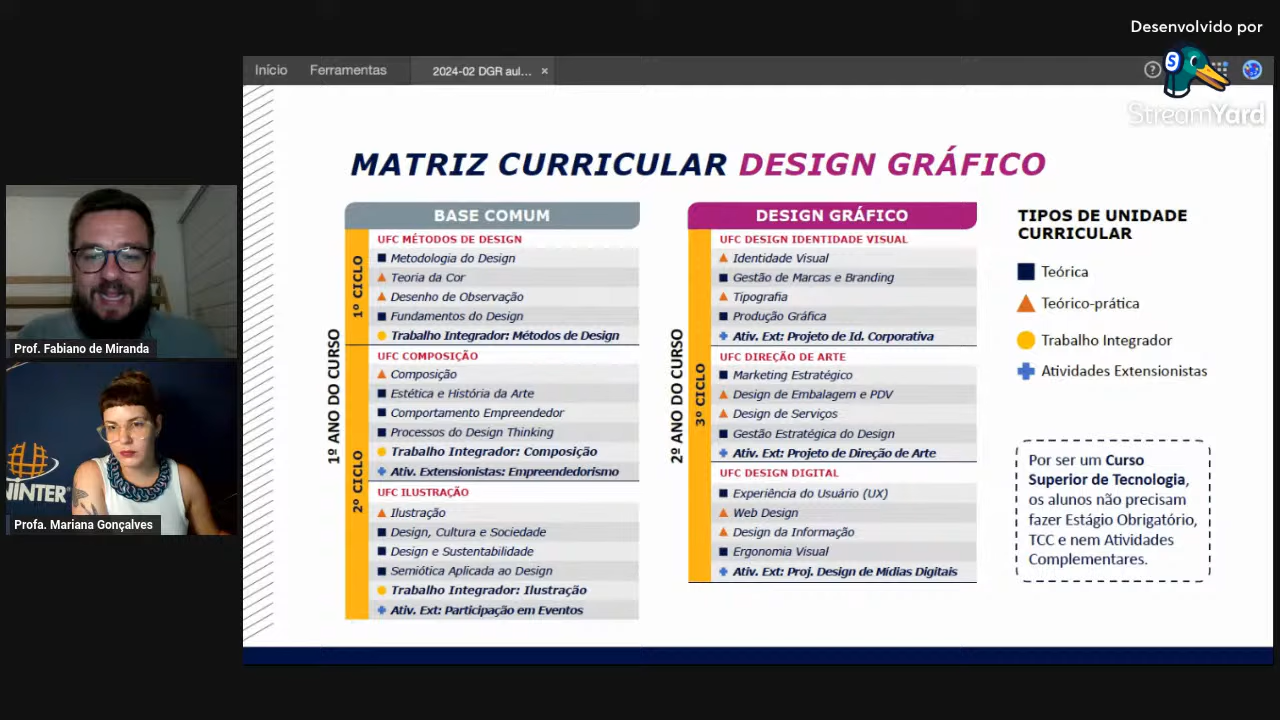 Desenvolvido por
StreamYard
Início Ferramentas 2024-02 DGR aul... ×
?
S
MATRIZ CURRICULAR DESIGN GRÁFICO
BASE COMUM
1º ANO DO CURSO
1º CICLO
UFC MÉTODOS DE DESIGN
Metodologia do Design
Teoria da Cor
Desenho de Observação
Fundamentos do Design
Trabalho Integrador: Métodos de Design
2º CICLO
UFC COMPOSIÇÃO
Composição
Estética e História da Arte
Comportamento Empreendedor
Processos do Design Thinking
Trabalho Integrador: Composição
Ativ. Extensionistas: Empreendedorismo
UFC ILUSTRAÇÃO
Ilustração
Design, Cultura e Sociedade
Design e Sustentabilidade
Semiótica Aplicada ao Design
Trabalho Integrador: Ilustração
Ativ. Ext: Participação em Eventos
DESIGN GRÁFICO
2º ANO DO CURSO
3º CICLO
UFC DESIGN IDENTIDADE VISUAL
Identidade Visual
Gestão de Marcas e Branding
Tipografia
Produção Gráfica
Ativ. Ext: Projeto de Id. Corporativa
UFC DIREÇÃO DE ARTE
Marketing Estratégico
Design de Embalagem e PDV
Design de Serviços
Gestão Estratégica do Design
Ativ. Ext: Projeto de Direção de Arte
UFC DESIGN DIGITAL
Experiência do Usuário (UX)
Web Design
Design da Informação
Ergonomia Visual
Ativ. Ext: Proj. Design de Mídias Digitais
TIPOS DE UNIDADE
CURRICULAR
Teórica
Teórico-prática
Trabalho Integrador
Atividades Extensionistas
Por ser um Curso
Superior de Tecnologia,
os alunos não precisam
fazer Estágio Obrigatório,
TCC e nem Atividades
Complementares.
Prof. Fabiano de Miranda
NINTER
Profa. Mariana Gonçalves